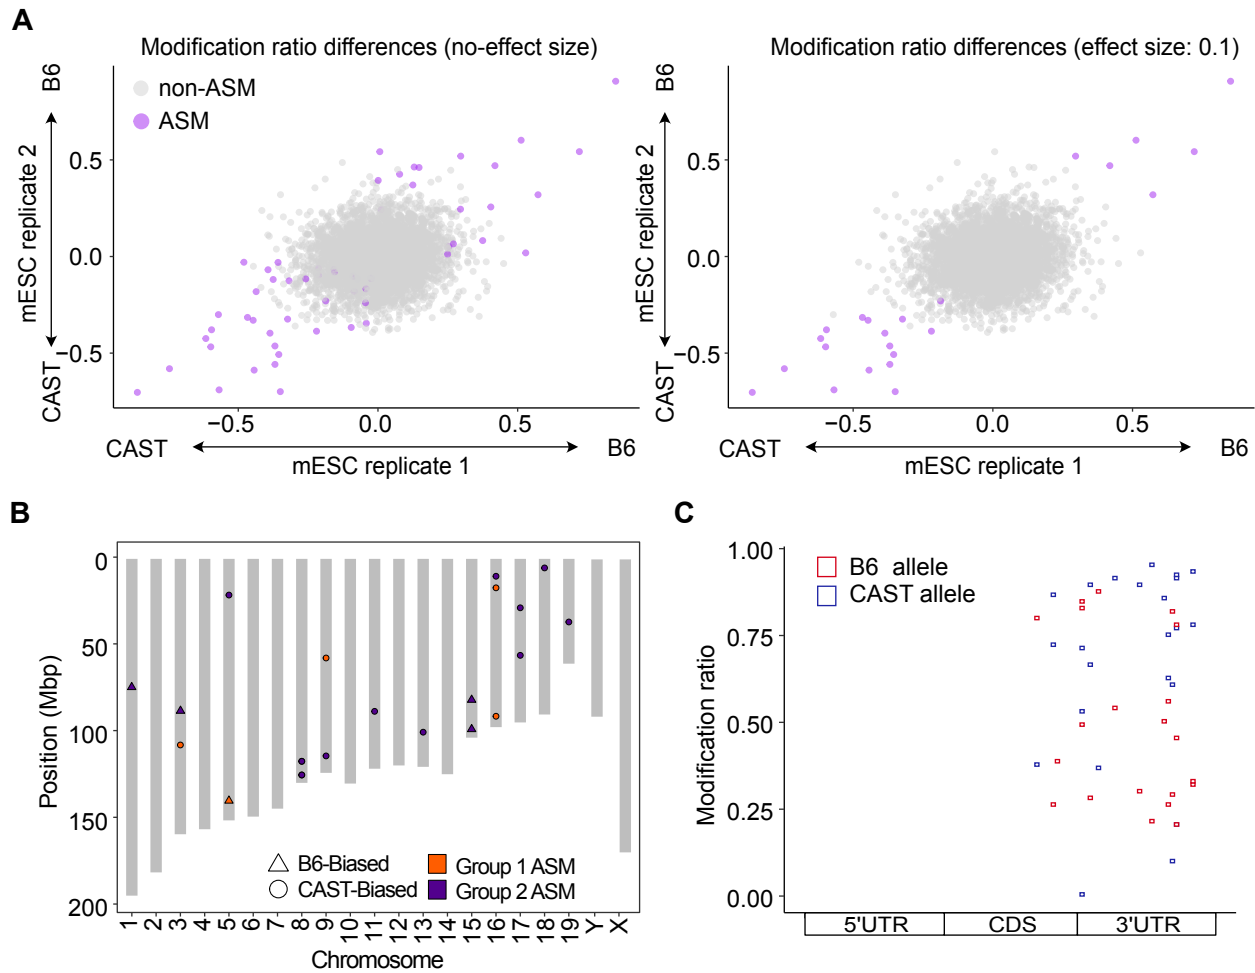 A
Modification ratio differences (no-effect size)
Modification ratio differences (effect size: 0.1)
non-ASM
ASM
B6
mESC replicate 2
CAST
0.5
0.0
−0.5
−0.5
0.0
0.5
CAST
mESC replicate 1
B6
B6
mESC replicate 2
CAST
0.5
0.0
−0.5
−0.5
0.0
0.5
CAST
mESC replicate 1
B6
B
Position (Mbp)
0
50
100
150
200
B6-Biased
CAST-Biased
Group 1 ASM
Group 2 ASM
1
2
3
4
5
6
7
8
9
10
11
12
13
14
15
16
17
18
19
Y
X
Chromosome
C
Modification ratio
1.00
0.75
0.50
0.25
0.00
B6 allele
CAST allele
5'UTR
CDS
3'UTR